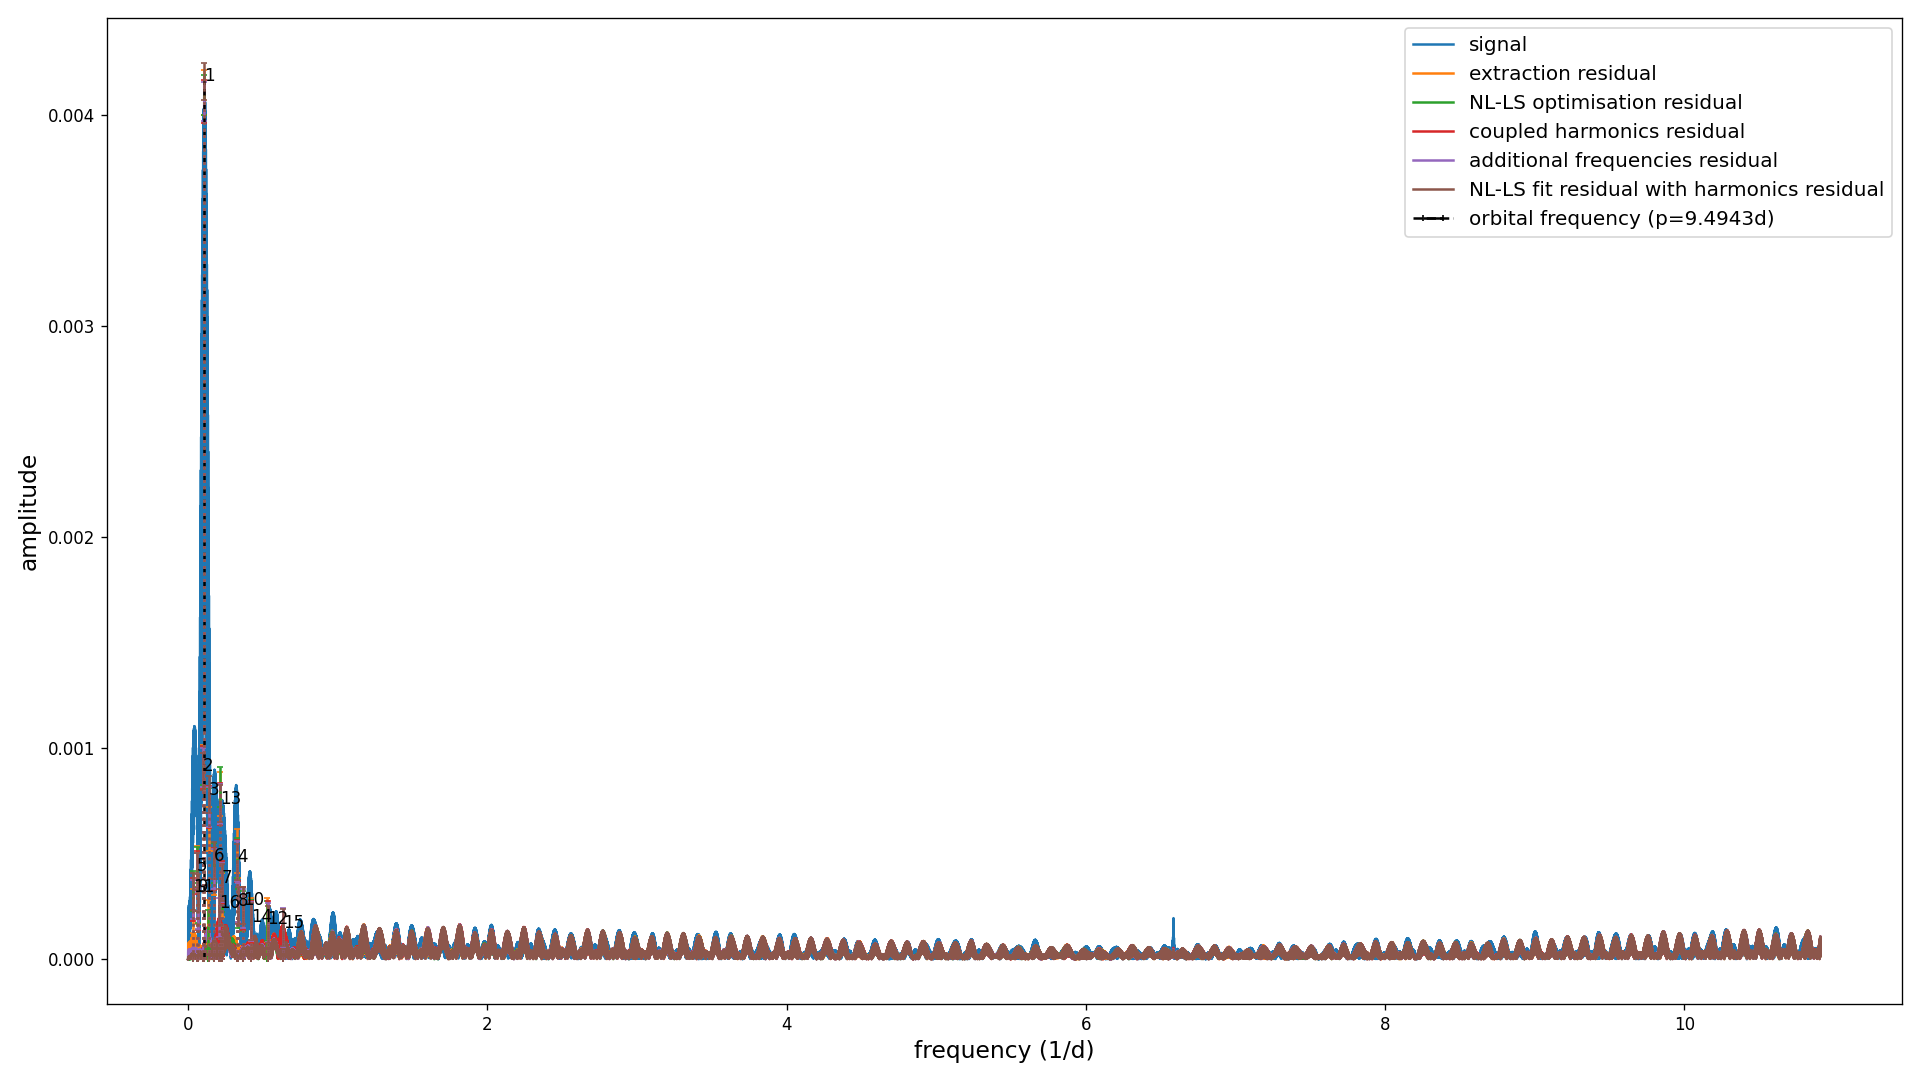 signal
extraction residual
NL-LS optimisation residual
coupled harmonics residual
additional frequencies residual
NL-LS fit residual with harmonics residual
orbital frequency (p=9.4943d)
amplitude
0.004
0.003
0.002
0.001
0.000
1
2
3
13
6
4
5
7
11
16
8
10
14
12
15
0
2
4
6
8
10
frequency (1/d)